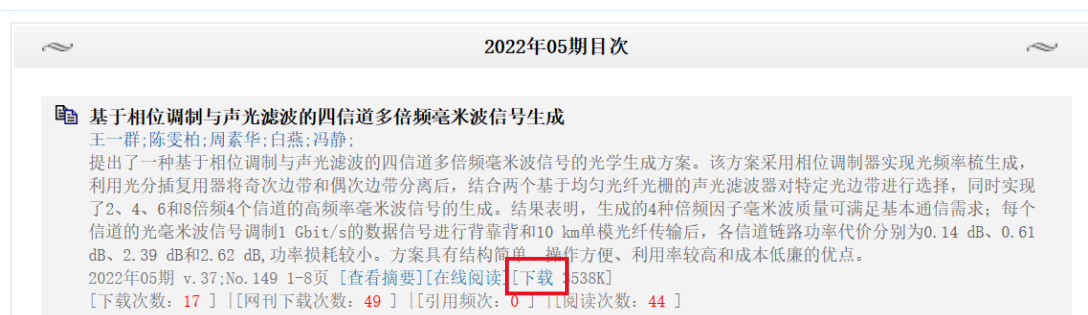 2022年05期目次
基于相位调制与声光滤波的四信道多倍频毫米波信号生成
王一群;陈雯柏;周素华;白燕;冯静;
提出了一种基于相位调制与声光滤波的四信道多倍频毫米波信号的光学生成方案。该方案采用相位调制器实现光频率梳生成，
利用光分插复用器将奇次边带和偶次边带分离后，结合两个基于均匀光纤光栅的声光滤波器对特定光边带进行选择，同时实现
了2、4、6和8倍频4个信道的高频率毫米波信号的生成。结果表明，生成的4种倍频因子毫米波质量可满足基本通信需求；每个
信道的光毫米波信号调制1 Gbit/s的数据信号进行背靠背和10 km单模光纤传输后，各信道链路功率代价分别为0.14 dB、0.61
dB、2.39 dB和2.62 dB,功率损耗较小。方案具有结构简单、操作方便、利用率较高和成本低廉的优点。
2022年05期 v.37;No.149 1-8页 [查看摘要][在线阅读][下载 3538K]
[下载次数：17 ] |[网刊下载次数：49 ] |[引用频次：0 ] |[阅读次数：44 ]